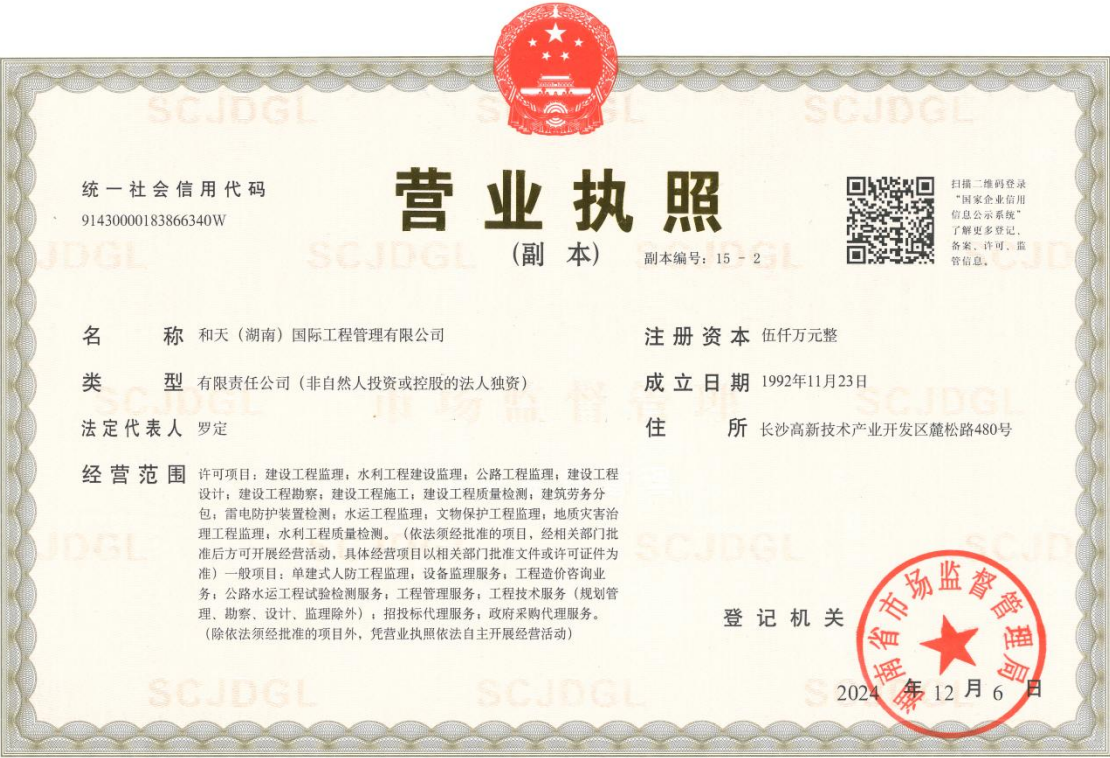 营业执照
(副 本)
副本编号：15 - 2
统一社会信用代码
91430000183866340W
扫描二维码登录
“国家企业信用
信息公示系统”
了解更多登记、
备案、许可、监
管信息。
名 称 和天（湖南）国际工程管理有限公司
类 型 有限责任公司（非自然人投资或控股的法人独资）
法定代表人 罗定
经营范围 许可项目：建设工程监理；水利工程建设监理；公路工程监理；建设工程
设计；建设工程勘察；建设工程施工；建设工程质量检测；建筑劳务分
包；雷电防护装置检测；水运工程监理；文物保护工程监理；地质灾害治
理工程监理；水利工程质量检测。（依法须经批准的项目，经相关部门批
准后方可开展经营活动，具体经营项目以相关部门批准文件或许可证件为
准）一般项目：单建式人防工程监理；设备监理服务；工程造价咨询业
务；公路水运工程试验检测服务；工程管理服务；工程技术服务（规划管
理、勘察、设计、监理除外）；招投标代理服务；政府采购代理服务。
（除依法须经批准的项目外，凭营业执照依法自主开展经营活动）
注册资本 伍仟万元整
成立日期 1992年11月23日
住 所 长沙高新技术产业开发区麓松路480号
登记机关
湖南省市场监督管理局
2024 年 12 月 6 日
SCJDGL
SCJDGL
SCJDGL
SCJDGL
SCJDGL
SCJDGL
SCJDGL
市场监督管理
SCJDGL
SCJDGL
SCJDGL
SCJDGL
SCJDGL
SCJDGL
SCJDGL